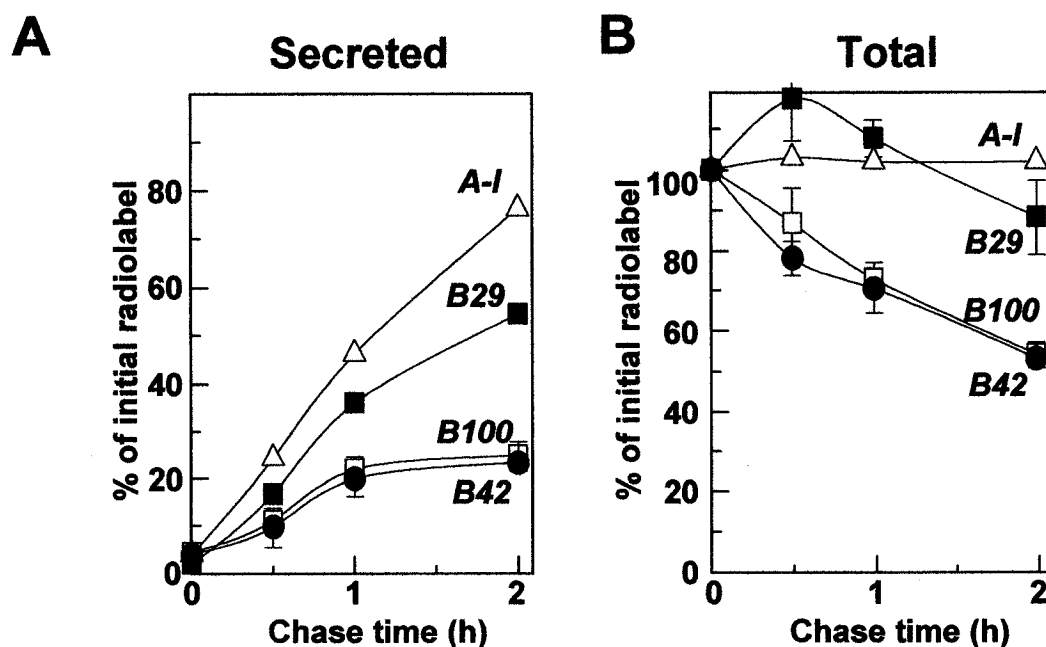 A
Secreted
% of initial radiolabel
80
60
40
20
0
A-I
B29
B100
B42
0
1
2
Chase time (h)
B
Total
% of initial radiolabel
100
80
60
40
20
0
A-I
B29
B100
B42
0
1
2
Chase time (h)